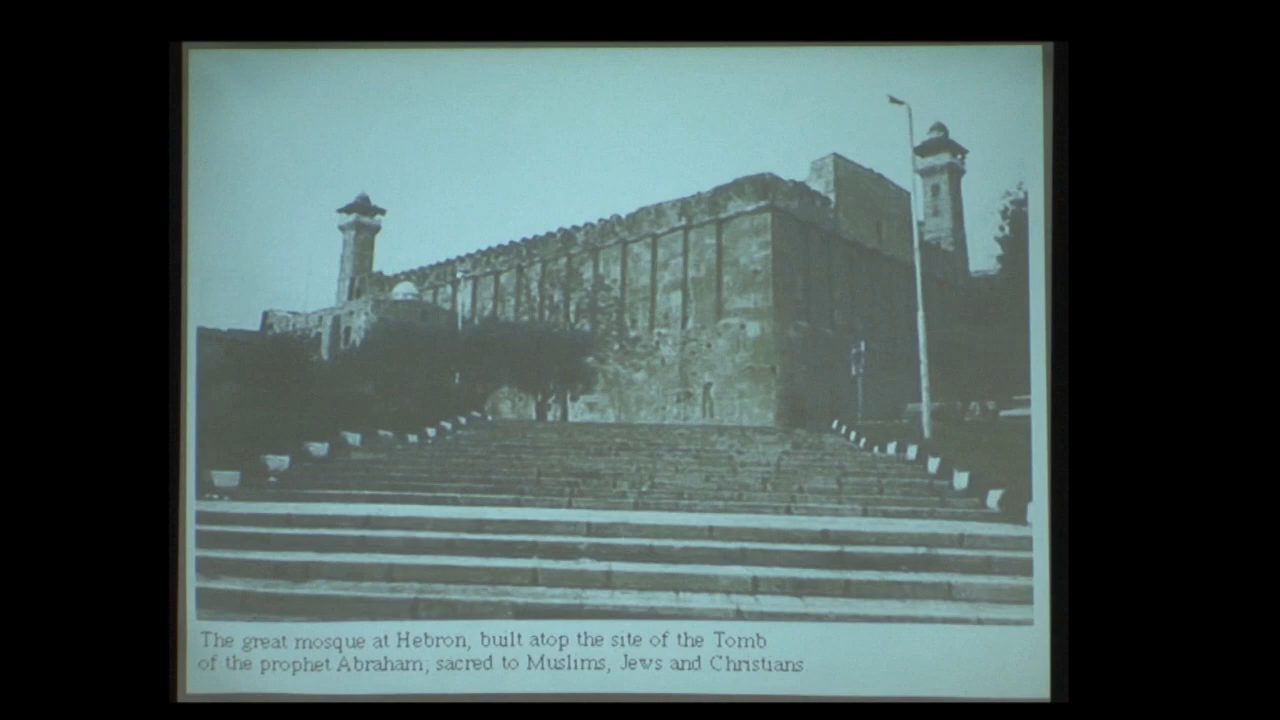 The great mosque at Hebron, built atop the site of the Tomb
of the prophet Abraham; sacred to Muslims, Jews and Christians